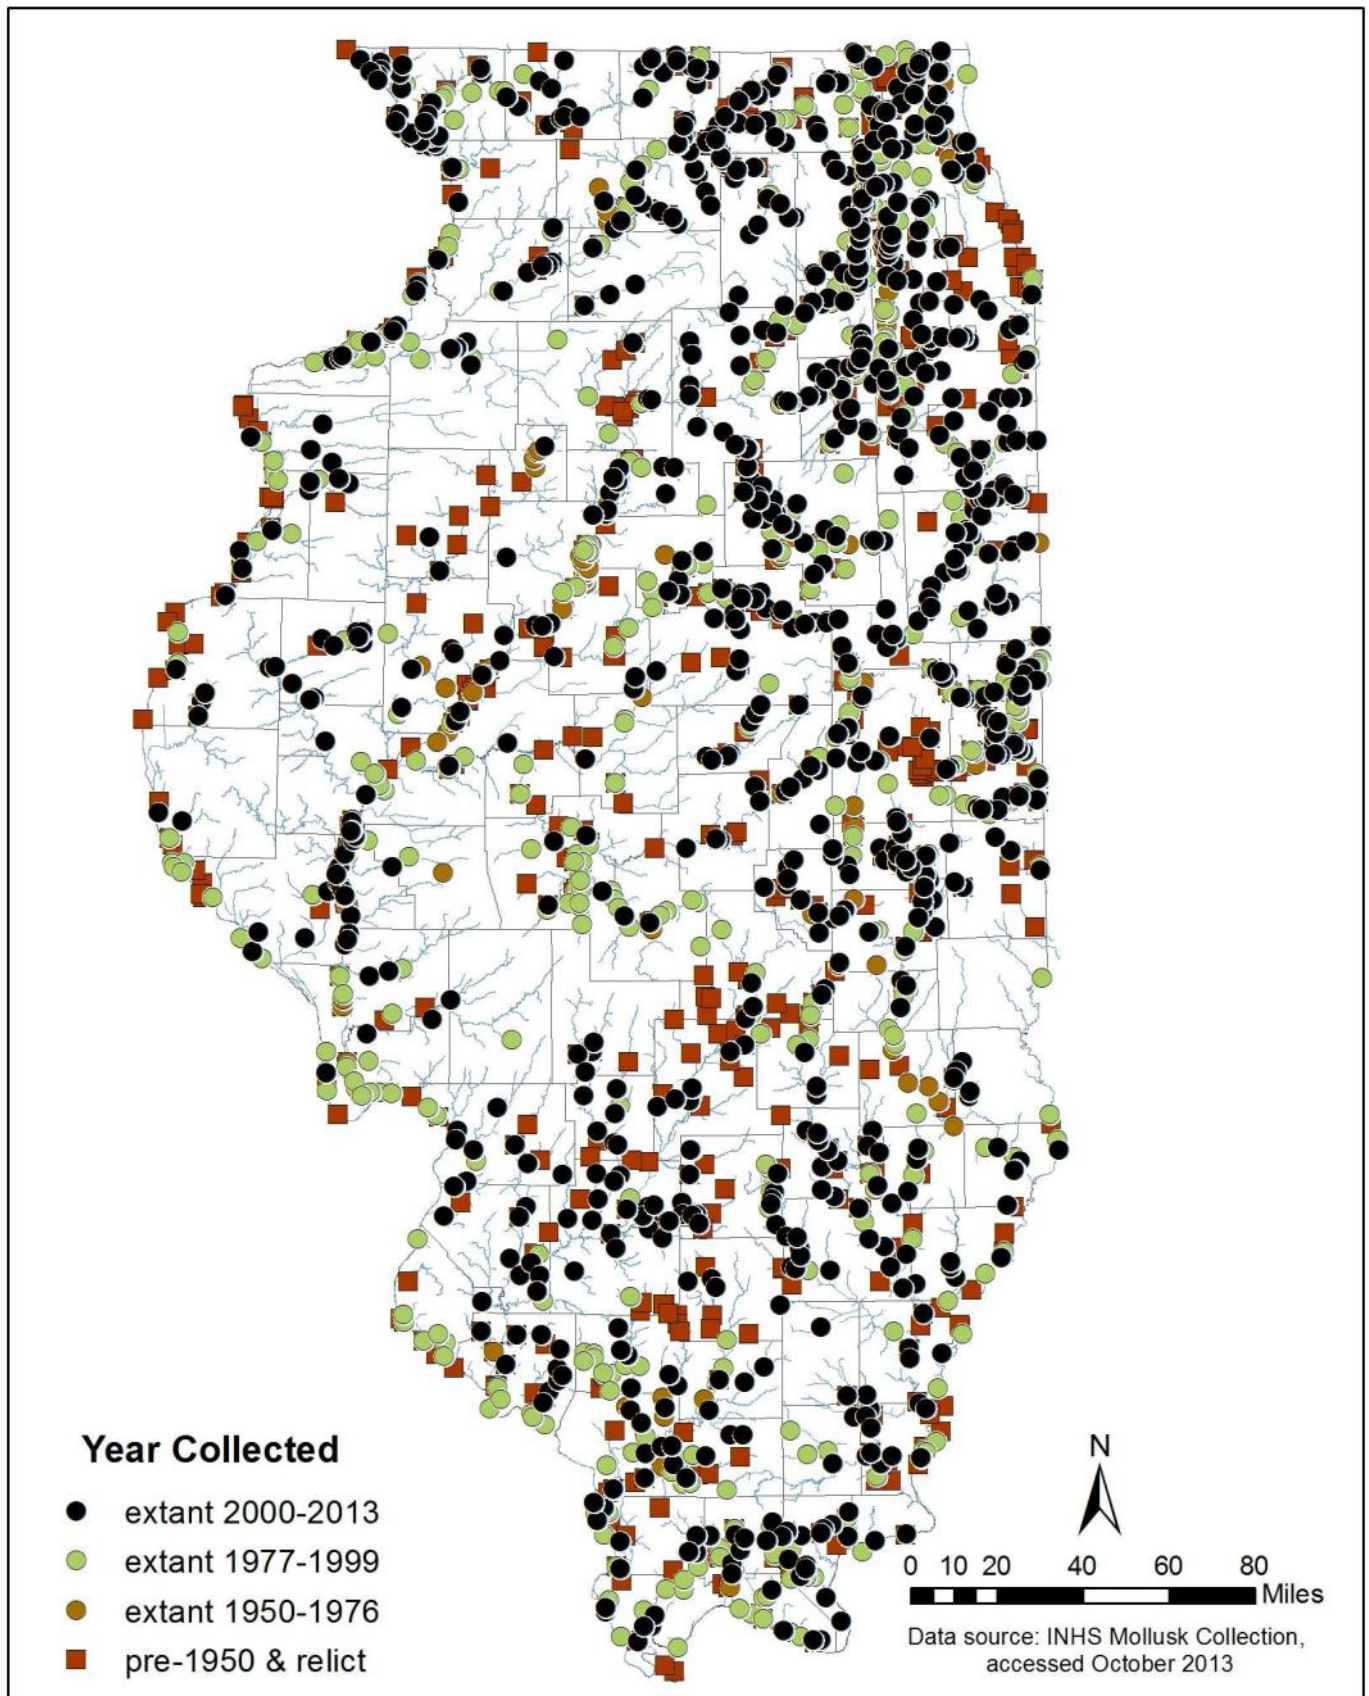 Year Collected
extant 2000-2013
extant 1977-1999
extant 1950-1976
pre-1950 & relict
N
0 10 20 40 60 80
Miles
Data source: INHS Mollusk Collection,
accessed October 2013